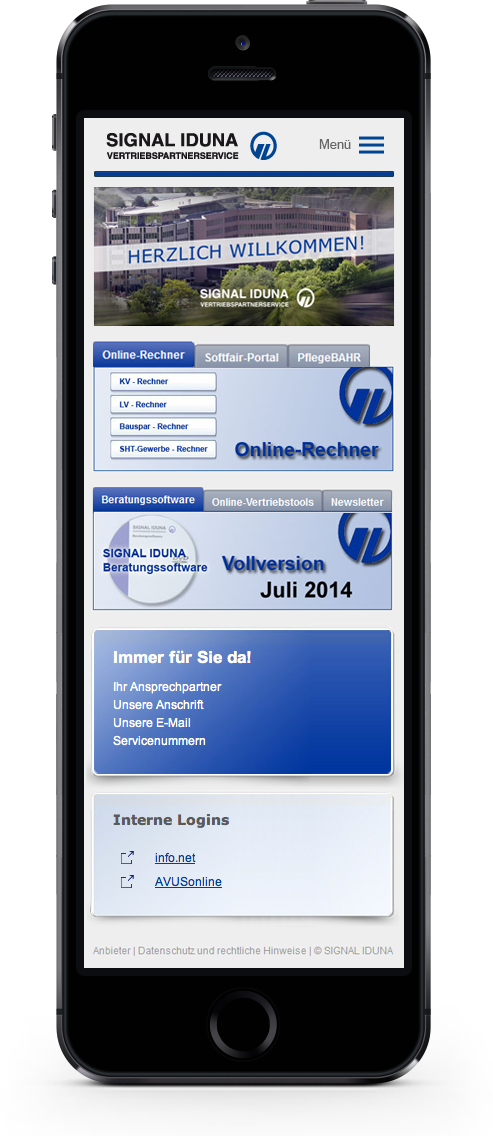 SIGNAL IDUNA
VERTRIEBSPARTNERSERVICE
Menü
HERZLICH WILLKOMMEN!
SIGNAL IDUNA
VERTRIEBSPARTNERSERVICE
Online-Rechner Softfair-Portal PflegeBAHR
KV - Rechner
LV - Rechner
Bauspar - Rechner
SHT-Gewerbe - Rechner
Online-Rechner
Beratungssoftware Online-Vertriebstools Newsletter
SIGNAL IDUNA
Beratungssoftware
SIGNAL IDUNA
Beratungssoftware
Vollversion
Juli 2014
Immer für Sie da!
Ihr Ansprechpartner
Unsere Anschrift
Unsere E-Mail
Servicenummern
Interne Logins
info.net
AVUSonline
Anbieter | Datenschutz und rechtliche Hinweise | © SIGNAL IDUNA